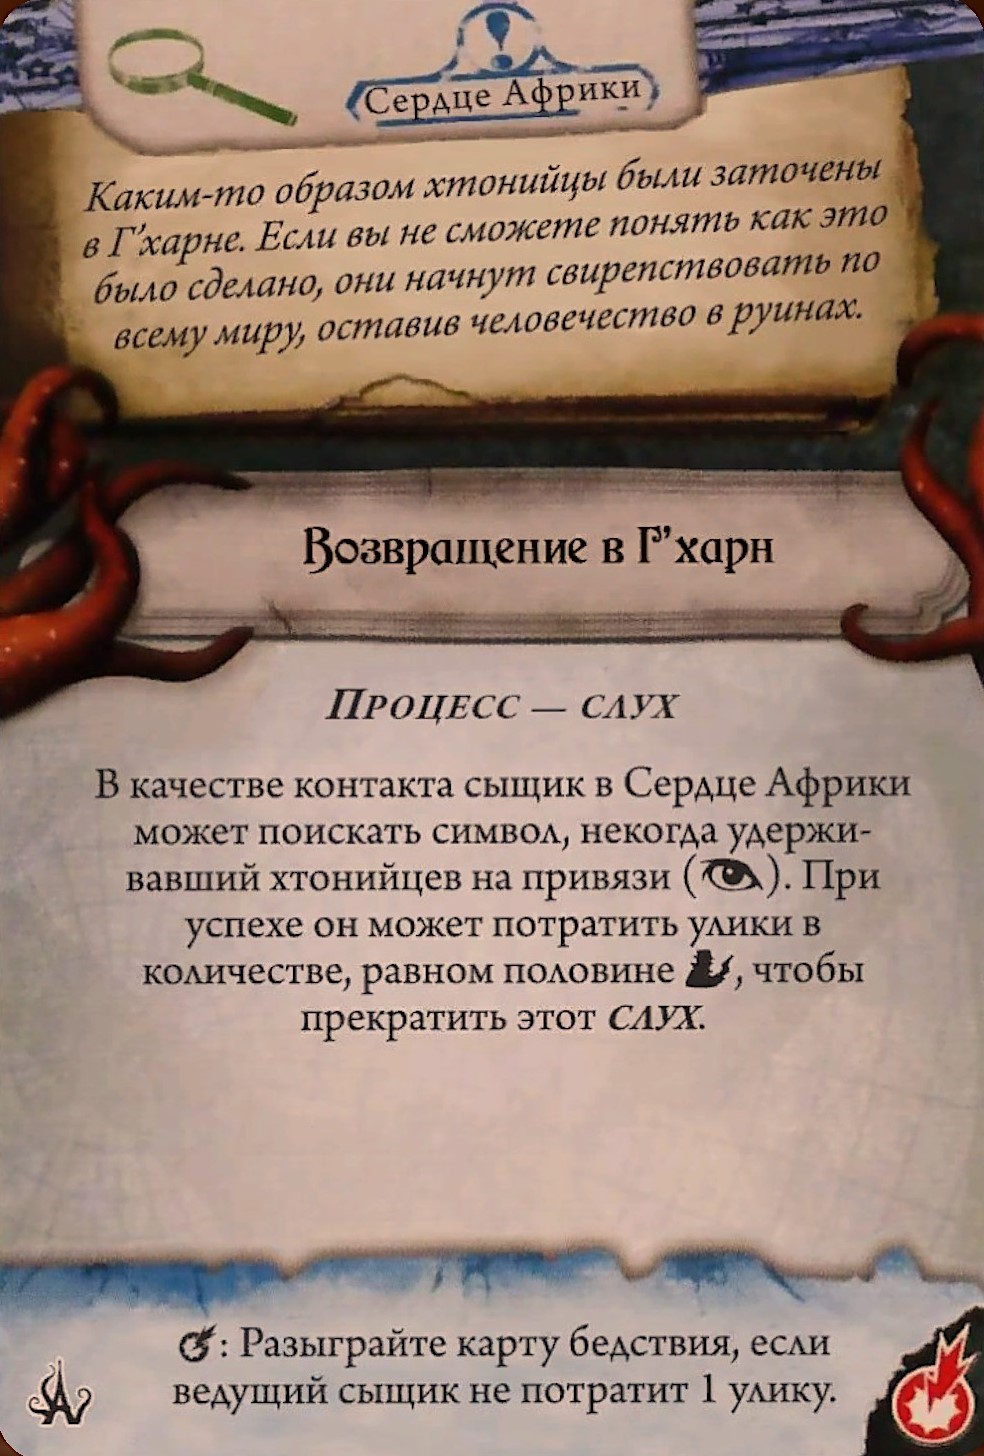 Сердце Африки
Каким-то образом хтонийцы были заточены
в Г'харне. Если вы не сможете понять как это
было сделано, они начнут свирепствовать по
всему миру, оставив человечество в руинах.
Возвращение в Г'харн
Процесс — слух
В качестве контакта сыщик в Сердце Африки
может поискать символ, некогда удержи-
вавший хтонийцев на привязи ( ). При
успехе он может потратить улики в
количестве, равном половине , чтобы
прекратить этот СЛУХ.
: Разыграйте карту бедствия, если
ведущий сыщик не потратит 1 улику.